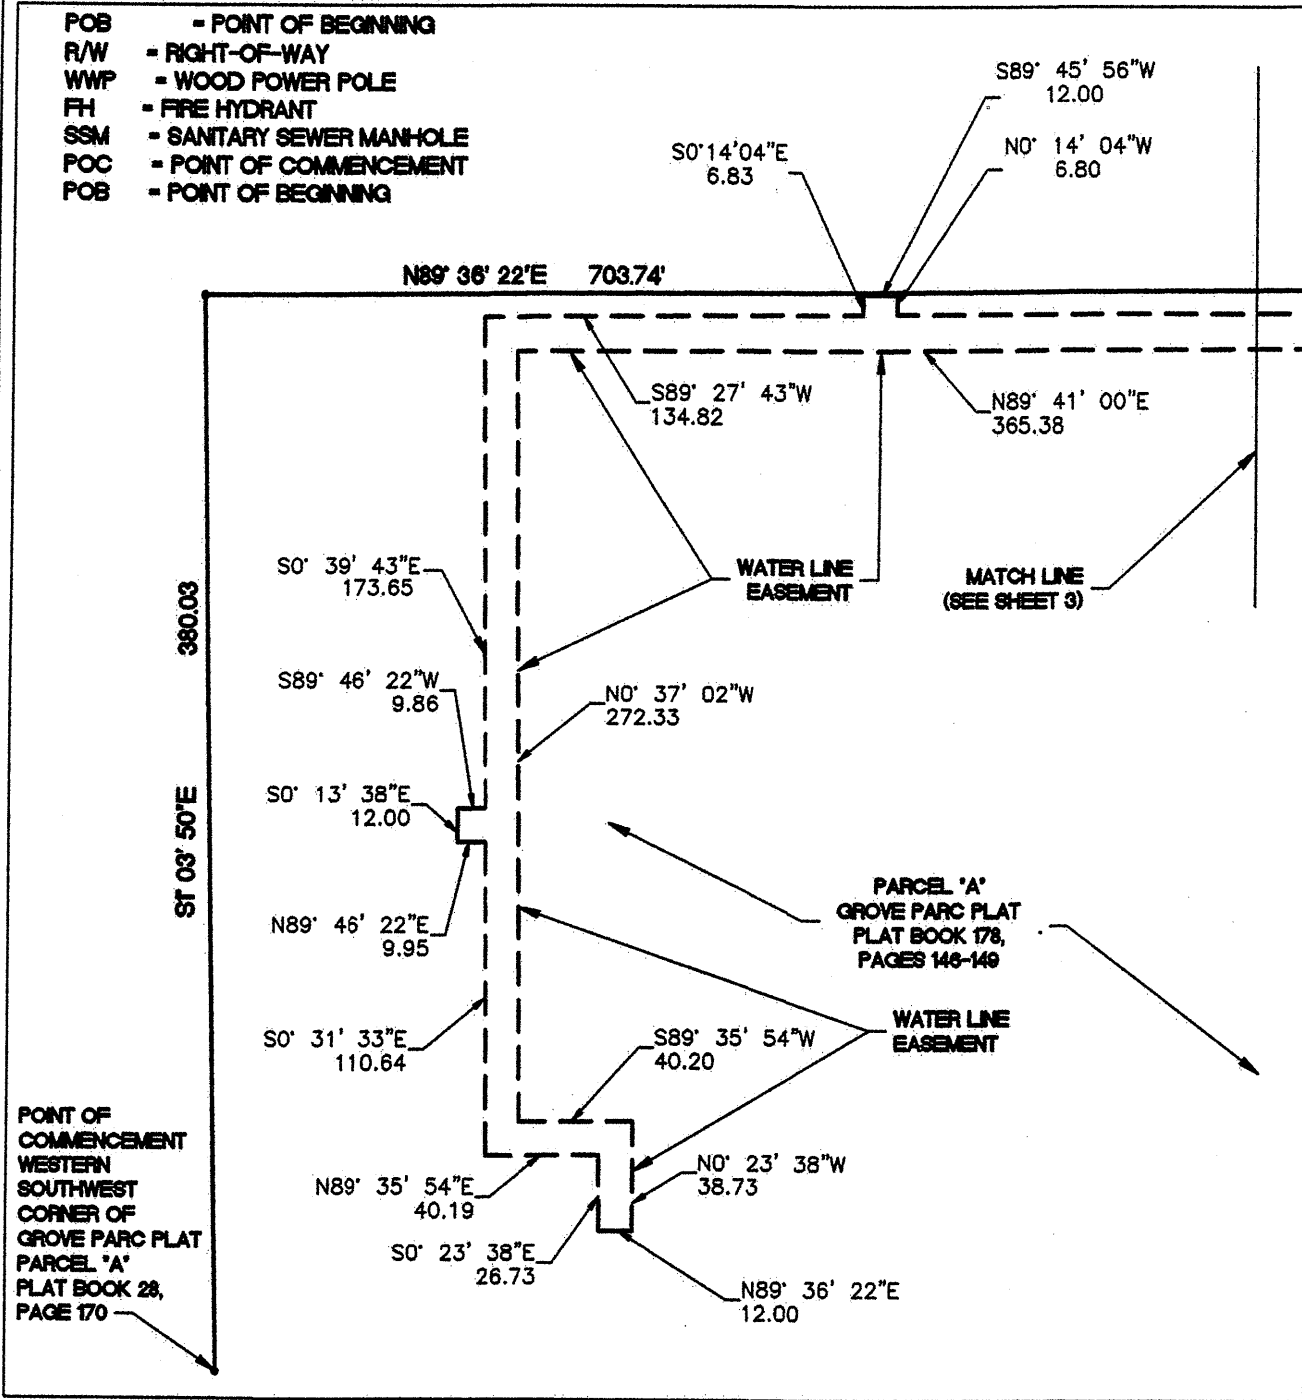 POB = POINT OF BEGINNING
R/W = RIGHT-OF-WAY
WWP = WOOD POWER POLE
FH = FIRE HYDRANT
SSM = SANITARY SEWER MANHOLE
POC = POINT OF COMMENCEMENT
POB = POINT OF BEGINNING
S89° 45' 56"W
12.00
S0°14'04"E
6.83
N0° 14' 04"W
6.80
N89° 36' 22'E 703.74'
S89° 27' 43"W
134.82
N89° 41' 00"E
365.38
S0° 39' 43"E
173.65
WATER LINE
EASEMENT
MATCH LINE
(SEE SHEET 3)
S1° 03' 50"E 380.03
S89° 46' 22"W
9.86
N0° 37' 02"W
272.33
S0° 13' 38"E
12.00
PARCEL "A"
GROVE PARC PLAT
PLAT BOOK 178,
PAGES 146-149
N89° 46' 22"E
9.95
WATER LINE
EASEMENT
S0° 31' 33"E
110.64
S89° 35' 54"W
40.20
POINT OF
COMMENCEMENT
WESTERN
SOUTHWEST
CORNER OF
GROVE PARC PLAT
PARCEL "A"
PLAT BOOK 28,
PAGE 170
N89° 35' 54"E
40.19
N0° 23' 38"W
38.73
S0° 23' 38"E
26.73
N89° 36' 22"E
12.00